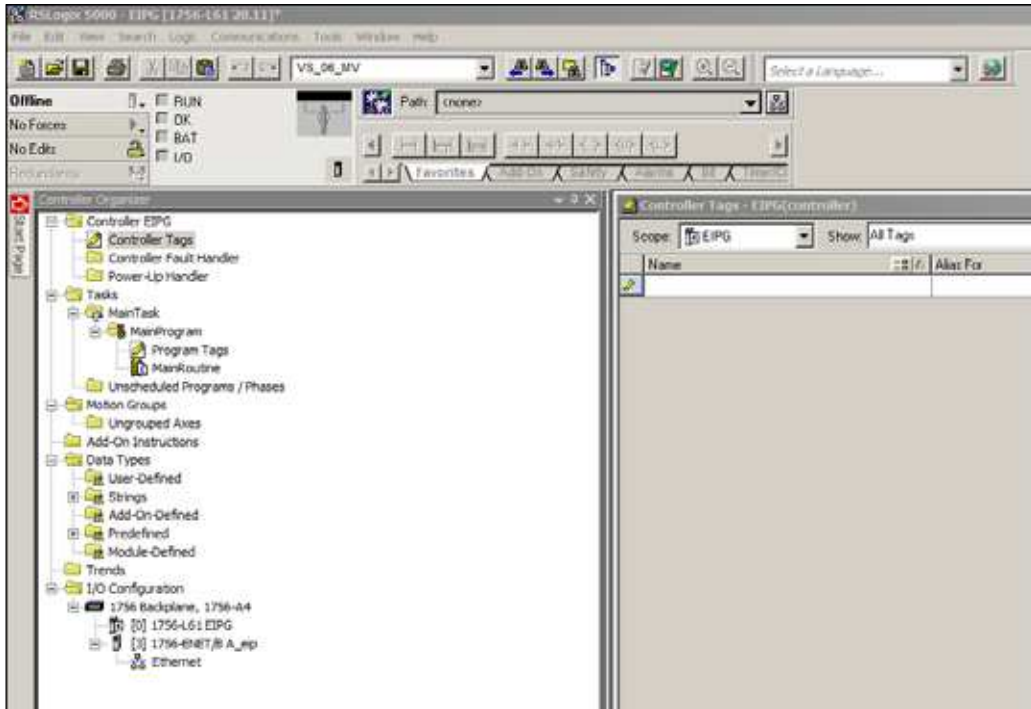 RSLogix 5000 - EIPG [1756-L61 20.11]*
File Edit View Search Logic Communications Tools Window Help
VS_06_MV
Select a Language...
Offline
RUN
Path: <none>
No Forces
OK
No Edits
BAT
Redundancy
I/O
Favorites Add-On Safety Alarms Bit Timer/C
Start Page
Controller Organizer
Controller Tags - EIPG(controller)
Controller EIPG
Controller Tags
Scope: EIPG Show: All Tags
Controller Fault Handler
Name Alias For
Power-Up Handler
Tasks
MainTask
MainProgram
Program Tags
MainRoutine
Unscheduled Programs / Phases
Motion Groups
Ungrouped Axes
Add-On Instructions
Data Types
User-Defined
Strings
Add-On-Defined
Predefined
Module-Defined
Trends
I/O Configuration
1756 Backplane, 1756-A4
[0] 1756-L61 EIPG
[3] 1756-ENET/B A_eip
Ethernet